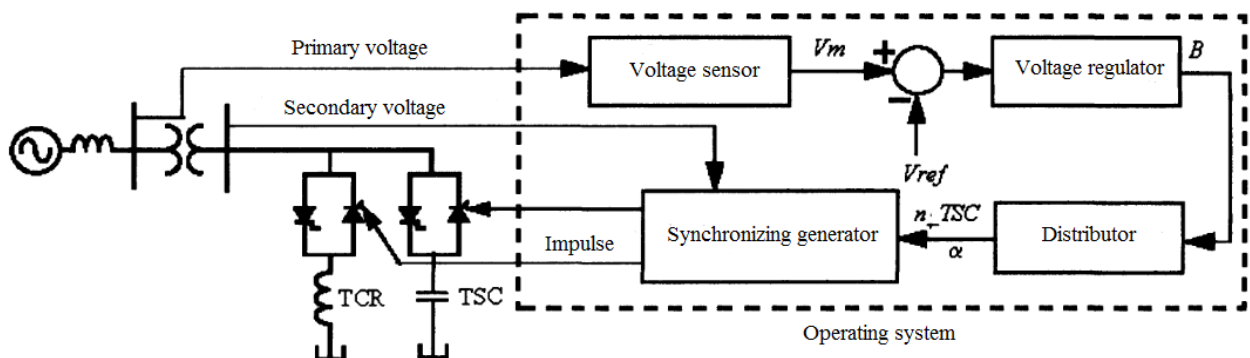 Primary voltage
Voltage sensor
Vm
+
-
Voltage regulator
B
Secondary voltage
Vref
Synchronizing generator
n_TSC
α
Distributor
Impulse
TCR
TSC
Operating system